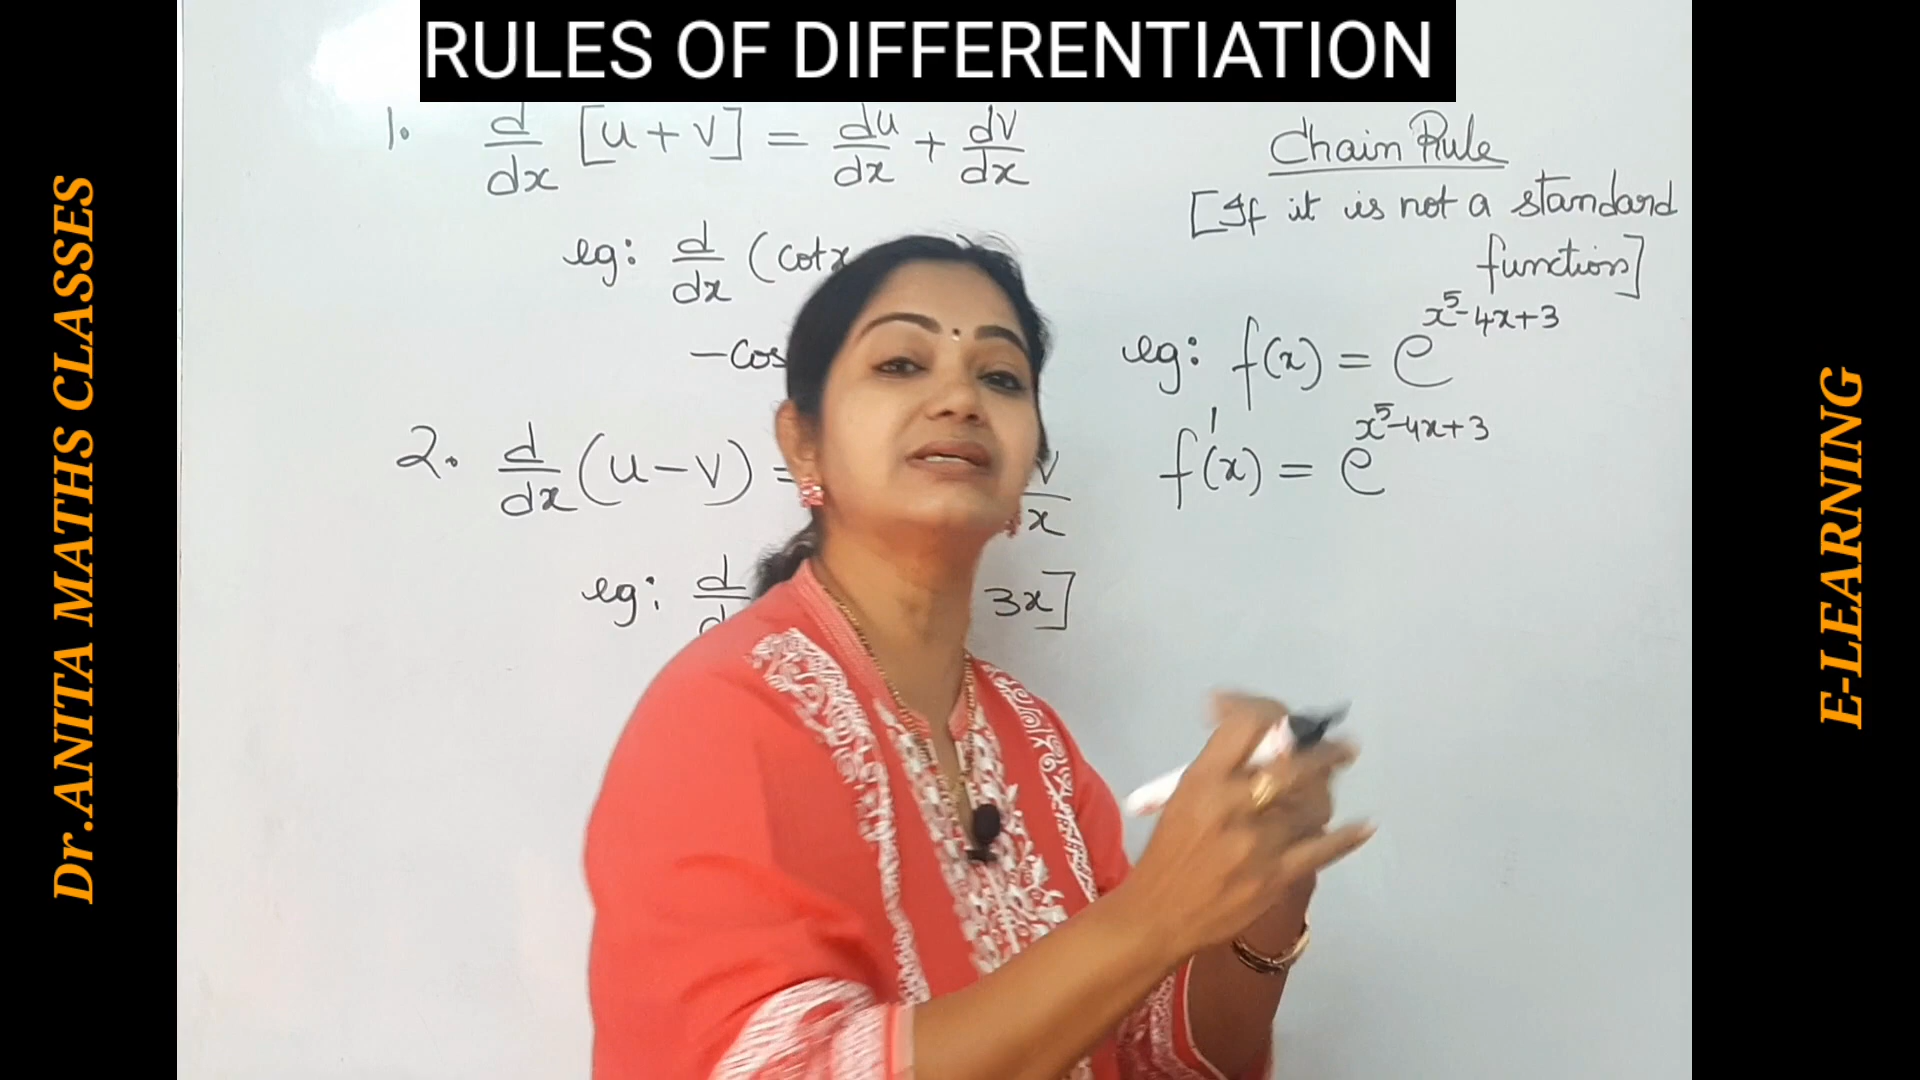 RULES OF DIFFERENTIATION
Dr.ANITA MATHS CLASSES
1. d/dx [u + v] = du/dx + dv/dx
eg: d/dx (cotx
-cos
2. d/dx (u - v) =
eg: d
3x]
Chain Rule
[If it is not a standard
function]
eg: f(x) = e^(x^5-4x+3)
f'(x) = e^(x^5-4x+3)
E-LEARNING